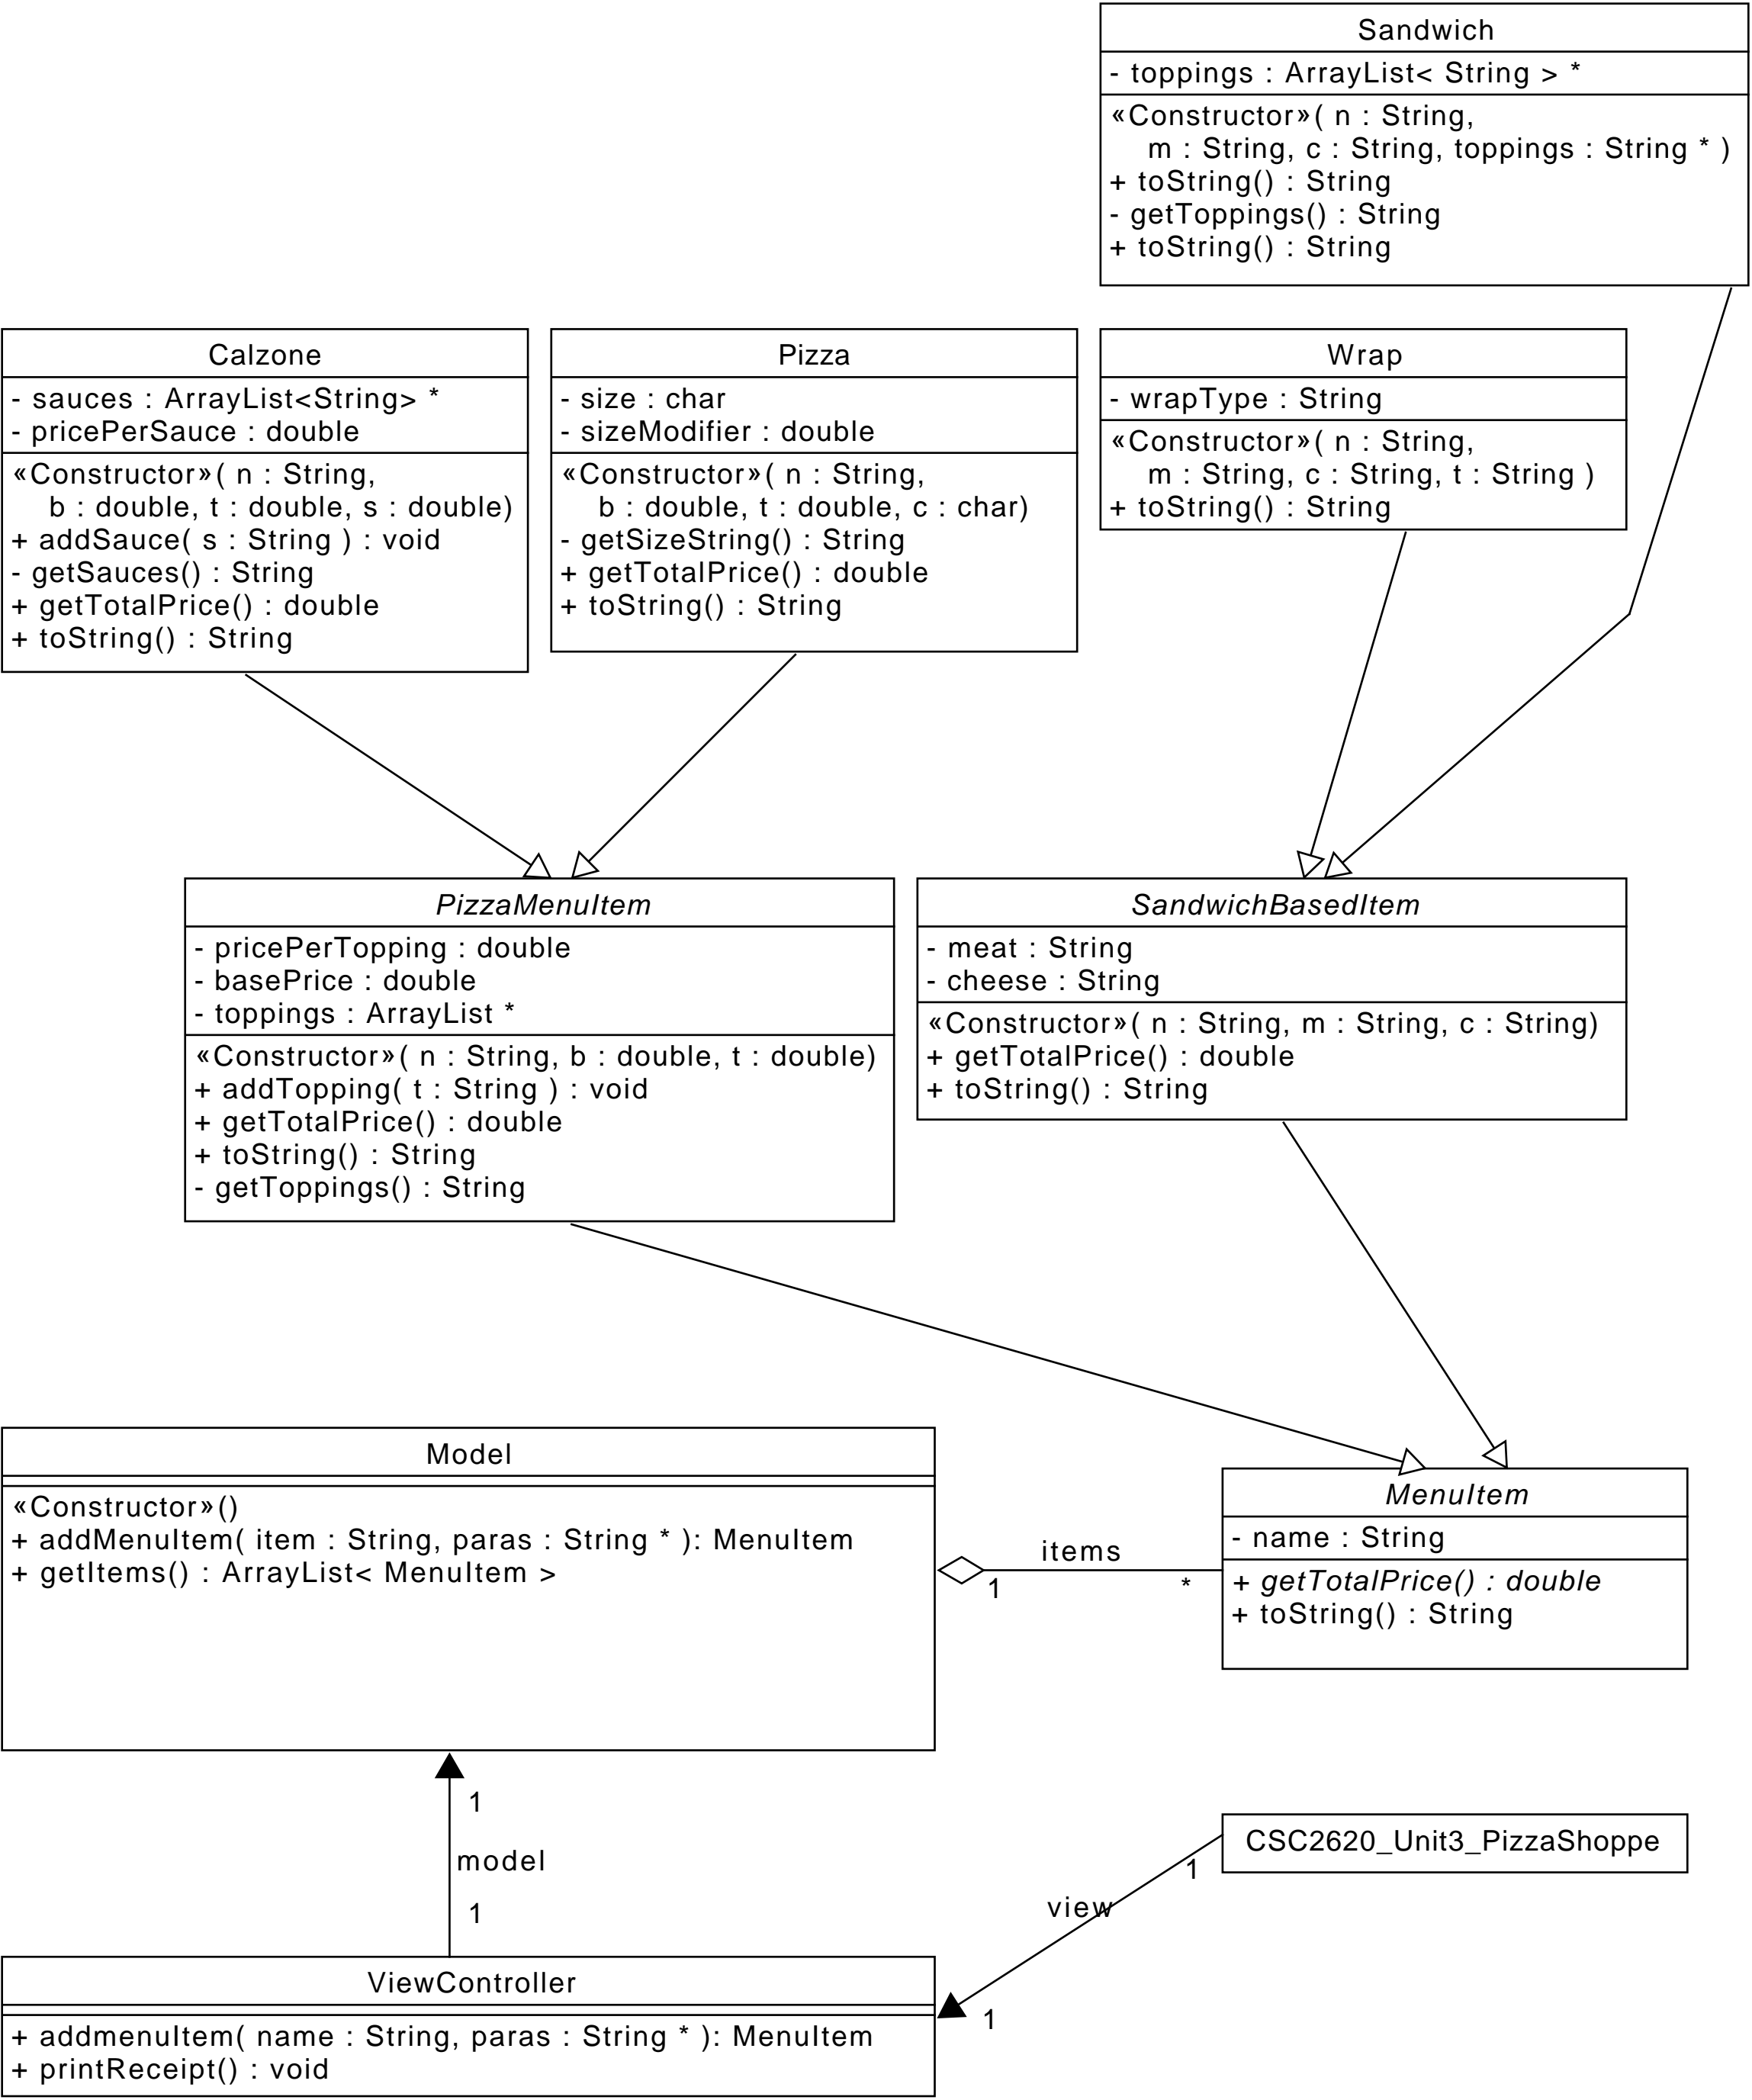 Sandwich
- toppings : ArrayList< String > *
«Constructor»( n : String,
m : String, c : String, toppings : String * )
+ toString() : String
- getToppings() : String
+ toString() : String
Calzone
- sauces : ArrayList<String> *
- pricePerSauce : double
«Constructor»( n : String,
b : double, t : double, s : double)
+ addSauce( s : String ) : void
- getSauces() : String
+ getTotalPrice() : double
+ toString() : String
Pizza
- size : char
- sizeModifier : double
«Constructor»( n : String,
b : double, t : double, c : char)
- getSizeString() : String
+ getTotalPrice() : double
+ toString() : String
Wrap
- wrapType : String
«Constructor»( n : String,
m : String, c : String, t : String )
+ toString() : String
PizzaMenuItem
- pricePerTopping : double
- basePrice : double
- toppings : ArrayList *
«Constructor»( n : String, b : double, t : double)
+ addTopping( t : String ) : void
+ getTotalPrice() : double
+ toString() : String
- getToppings() : String
SandwichBasedItem
- meat : String
- cheese : String
«Constructor»( n : String, m : String, c : String)
+ getTotalPrice() : double
+ toString() : String
Model
«Constructor»()
+ addMenuItem( item : String, paras : String * ): MenuItem
+ getItems() : ArrayList< MenuItem >
items
1
*
MenuItem
- name : String
+ getTotalPrice() : double
+ toString() : String
1
model
1
CSC2620_Unit3_PizzaShoppe
1
view
1
ViewController
+ addmenuItem( name : String, paras : String * ): MenuItem
+ printReceipt() : void